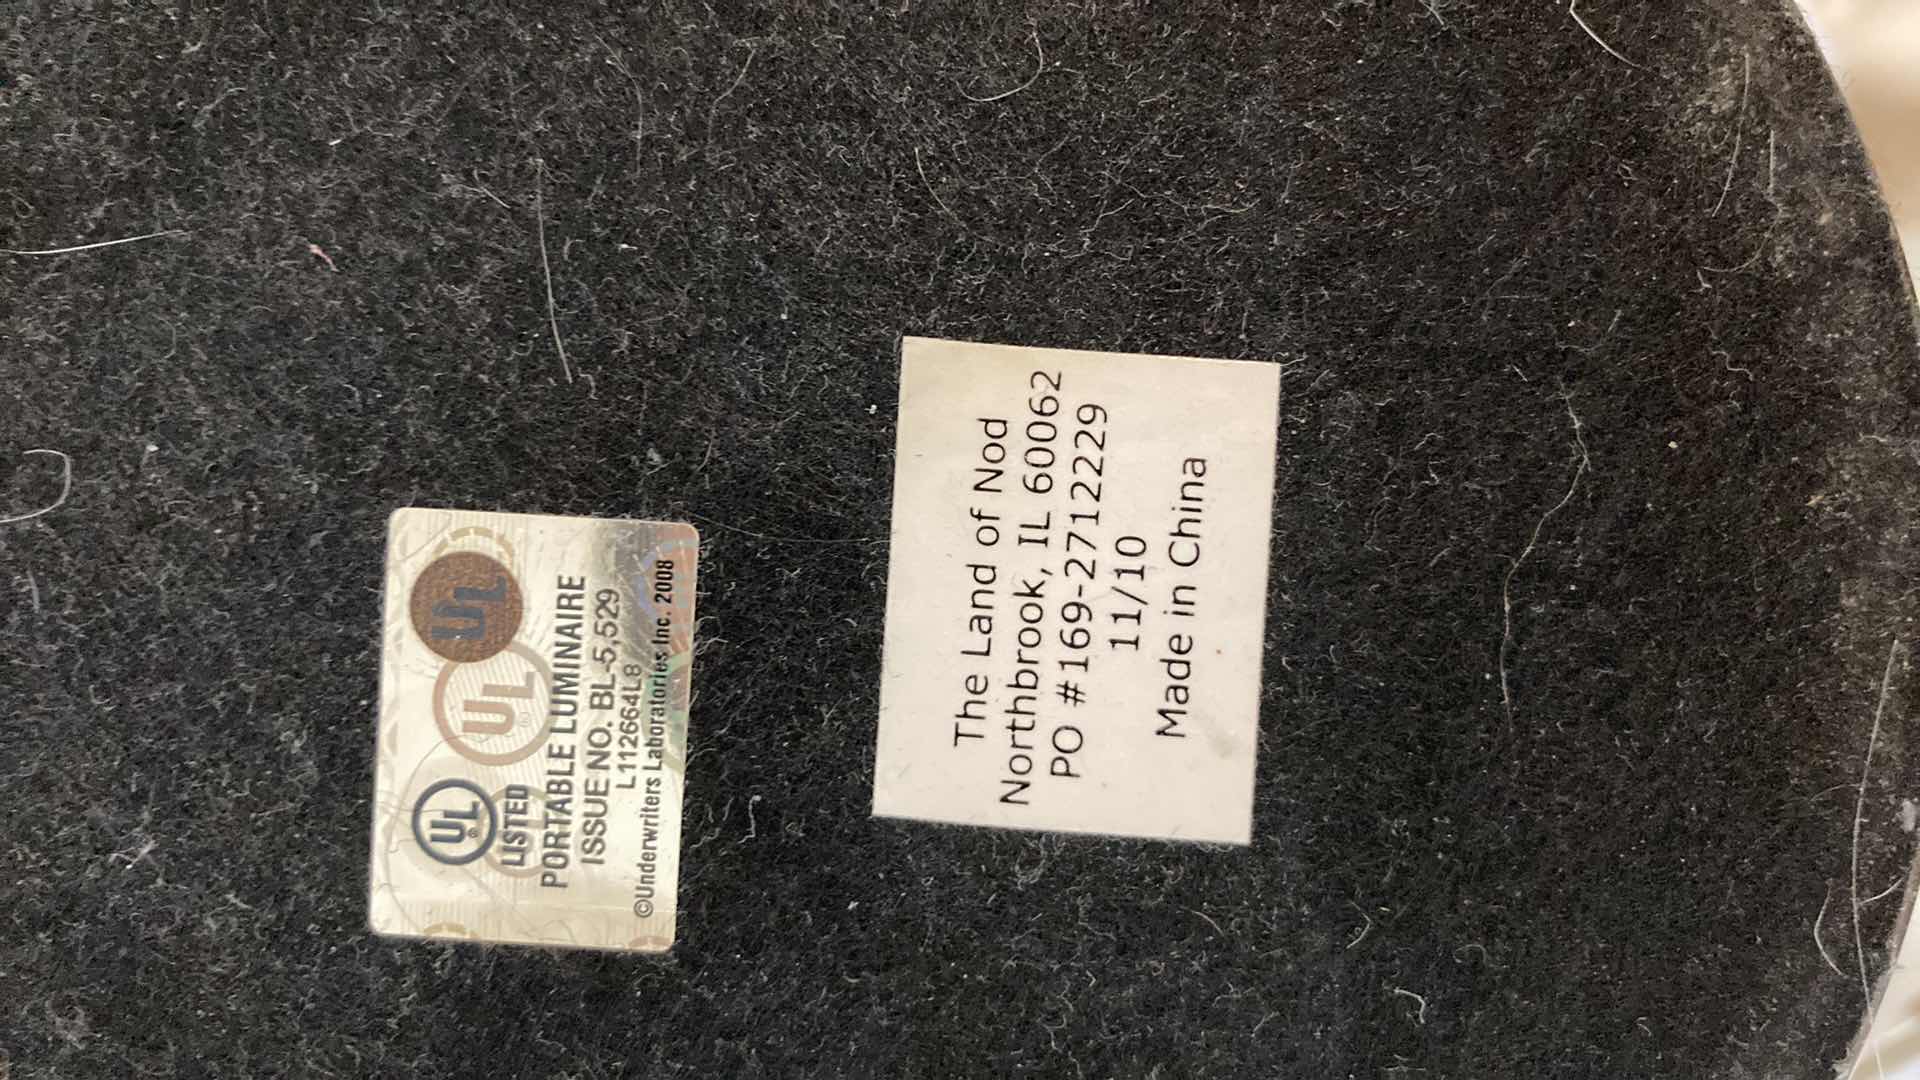 UL
UL
UL
LISTED
PORTABLE LUMINAIRE
ISSUE NO. BL-5,529
L112664L8
©Underwriters Laboratories Inc. 2008
The Land of Nod
Northbrook, IL 60062
PO #169-2712229
11/10
Made in China